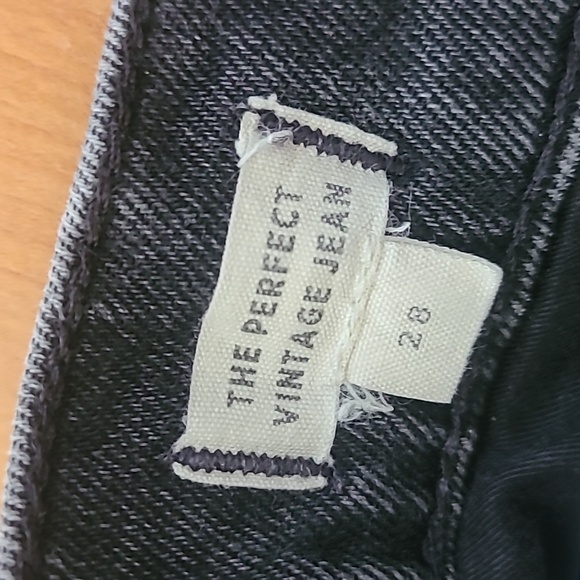 THE PERFECT
VINTAGE JEAN
28